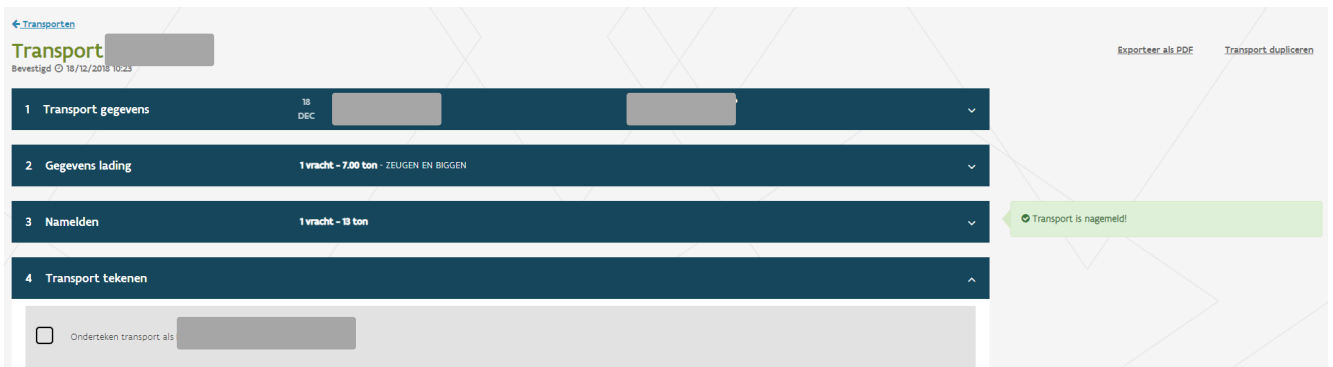 Transporten
Transport
Bevestigd 18/12/2018 10:23
Exporteer als PDF
Transport dupliceren
1 Transport gegevens 18 DEC
2 Gegevens lading 1 vracht - 7.00 ton - ZEUGEN EN BIGGEN
3 Namelden 1 vracht - 13 ton
Transport is nagemeld!
4 Transport tekenen
Onderteken transport als